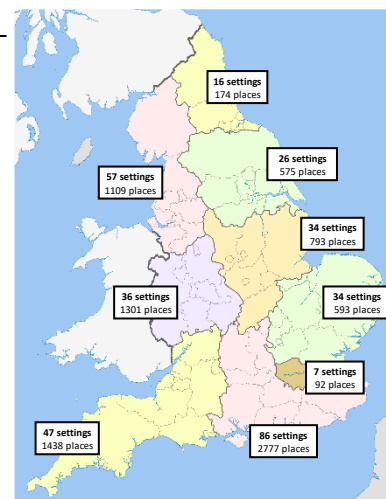 16 settings
174 places
26 settings
575 places
57 settings
1109 places
34 settings
793 places
36 settings
1301 places
34 settings
593 places
7 settings
92 places
47 settings
1438 places
86 settings
2777 places